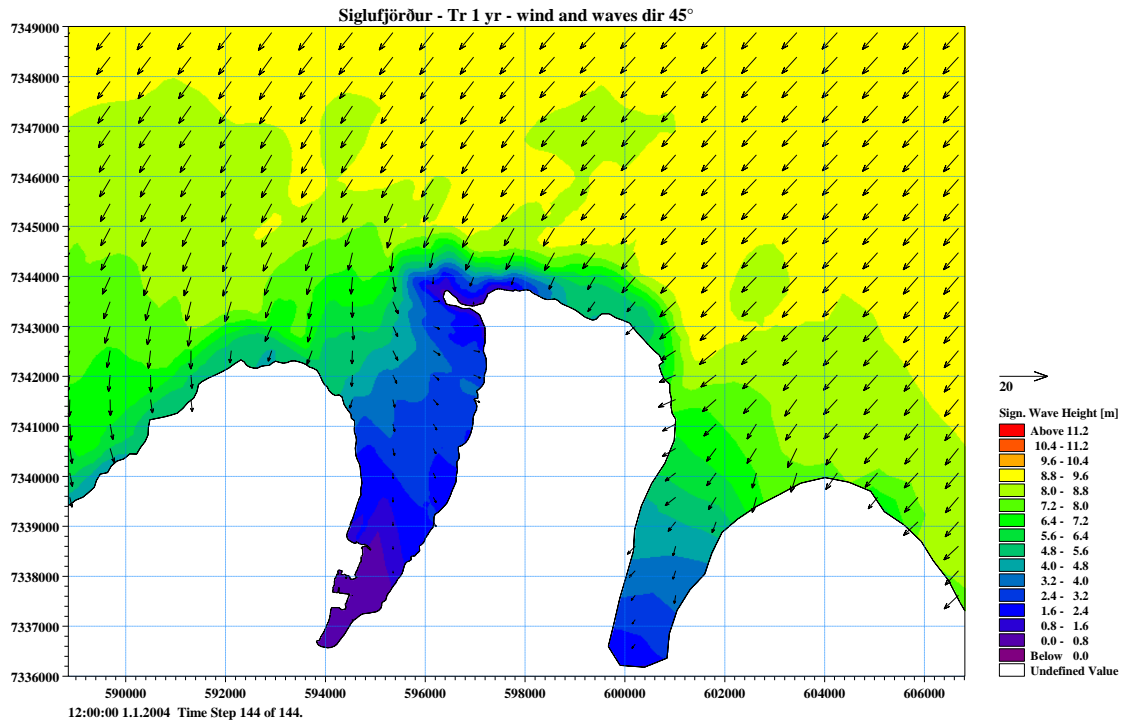 Siglufjörður - Tr 1 yr - wind and waves dir 45°
7349000
7348000
7347000
7346000
7345000
7344000
7343000
7342000
7341000
7340000
7339000
7338000
7337000
7336000
590000 592000 594000 596000 598000 600000 602000 604000 606000
12:00:00 1.1.2004 Time Step 144 of 144.
20
Sign. Wave Height [m]
Above 11.2
10.4 - 11.2
9.6 - 10.4
8.8 - 9.6
8.0 - 8.8
7.2 - 8.0
6.4 - 7.2
5.6 - 6.4
4.8 - 5.6
4.0 - 4.8
3.2 - 4.0
2.4 - 3.2
1.6 - 2.4
0.8 - 1.6
0.0 - 0.8
Below 0.0
Undefined Value